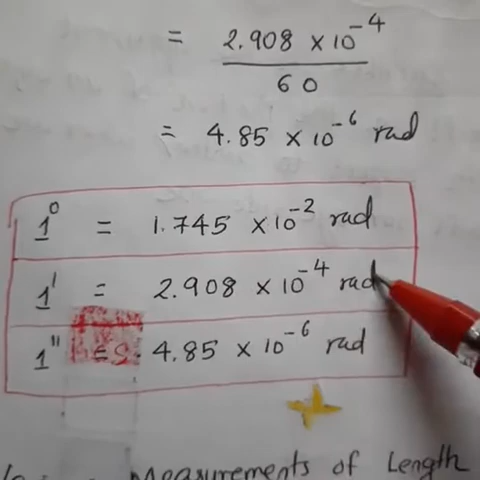 = 2.908 × 10⁻⁴
60
= 4.85 × 10⁻⁶ rad
1⁰ = 1.745 × 10⁻² rad
1' = 2.908 × 10⁻⁴ rad
1" = 4.85 × 10⁻⁶ rad
Measurements of Length